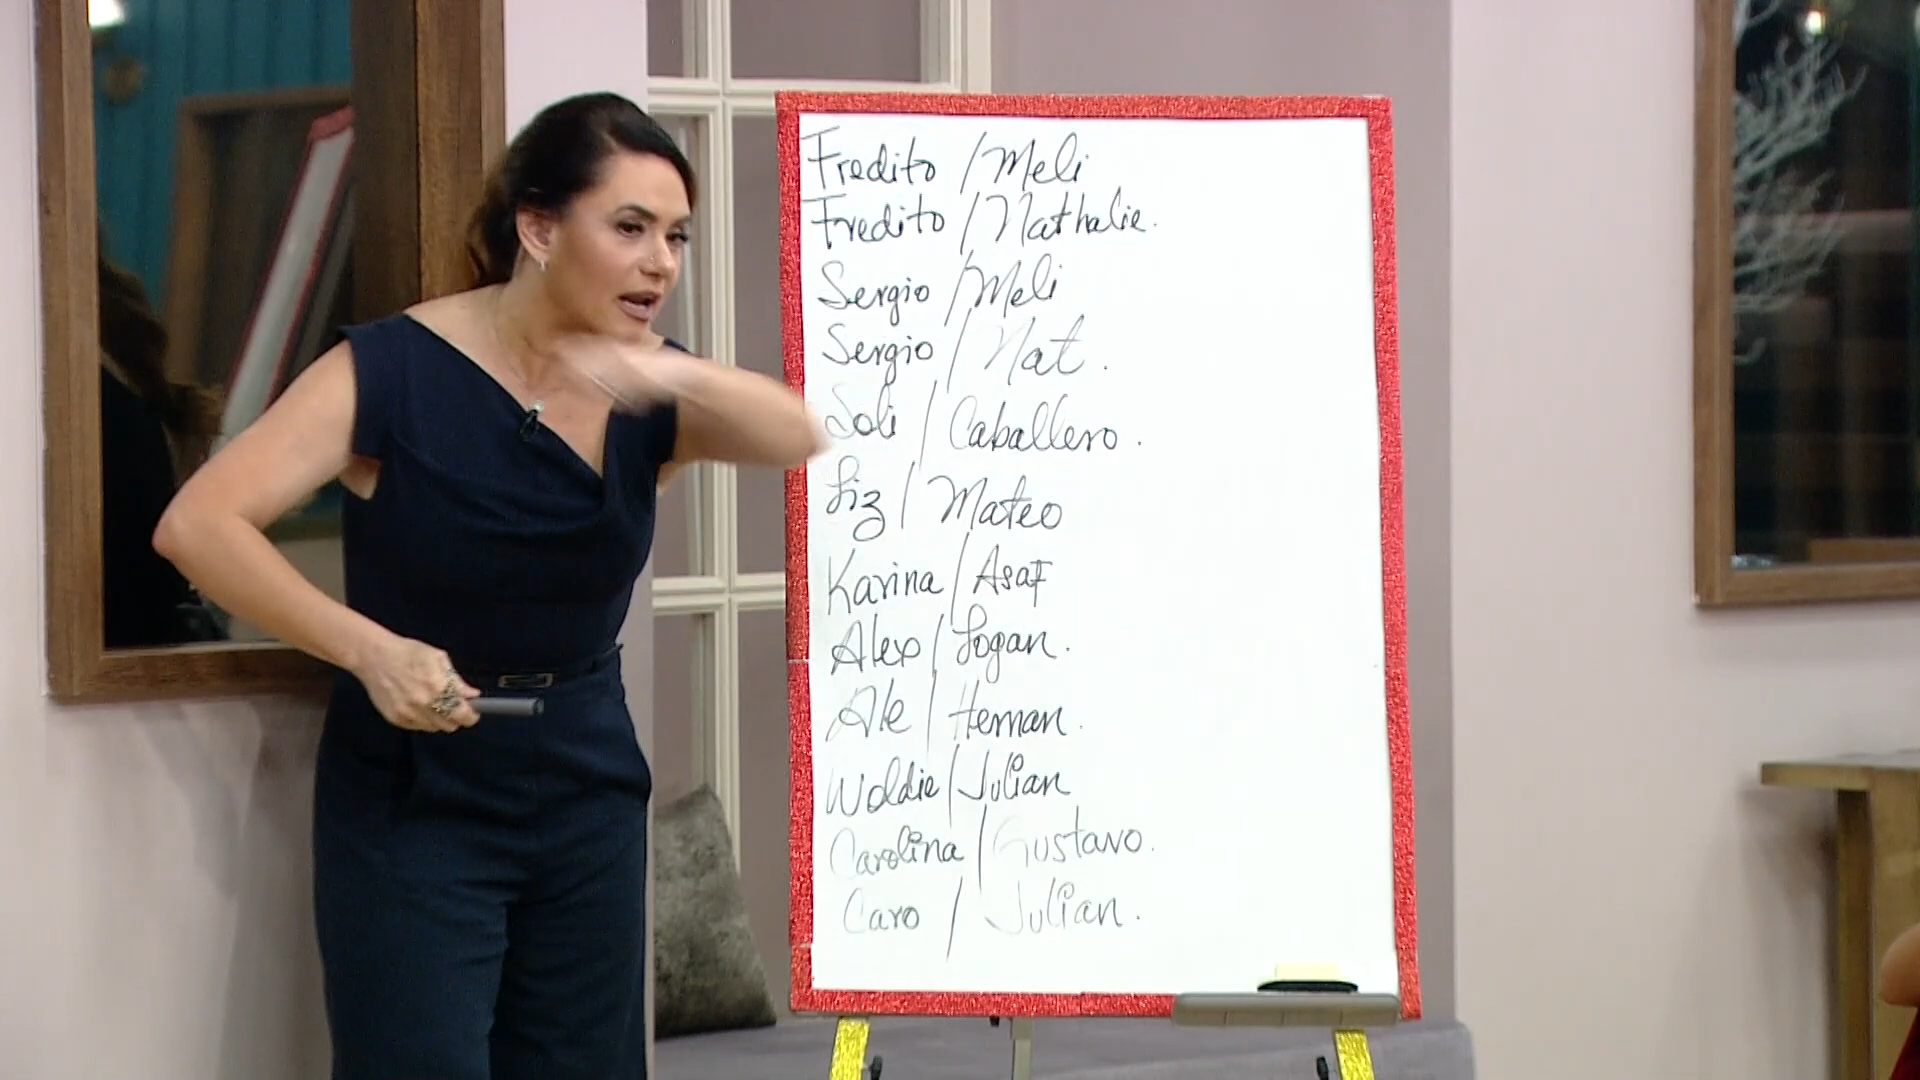 Fredito / Meli
Fredito / Nathalie.
Sergio / Meli
Sergio / Nat.
Soli / Caballero.
Liz / Mateo
Karina / Asaf
Alex / Logan.
Ale / Hernan.
Woldie / Julian
Carolina / Gustavo.
Caro / Julian.